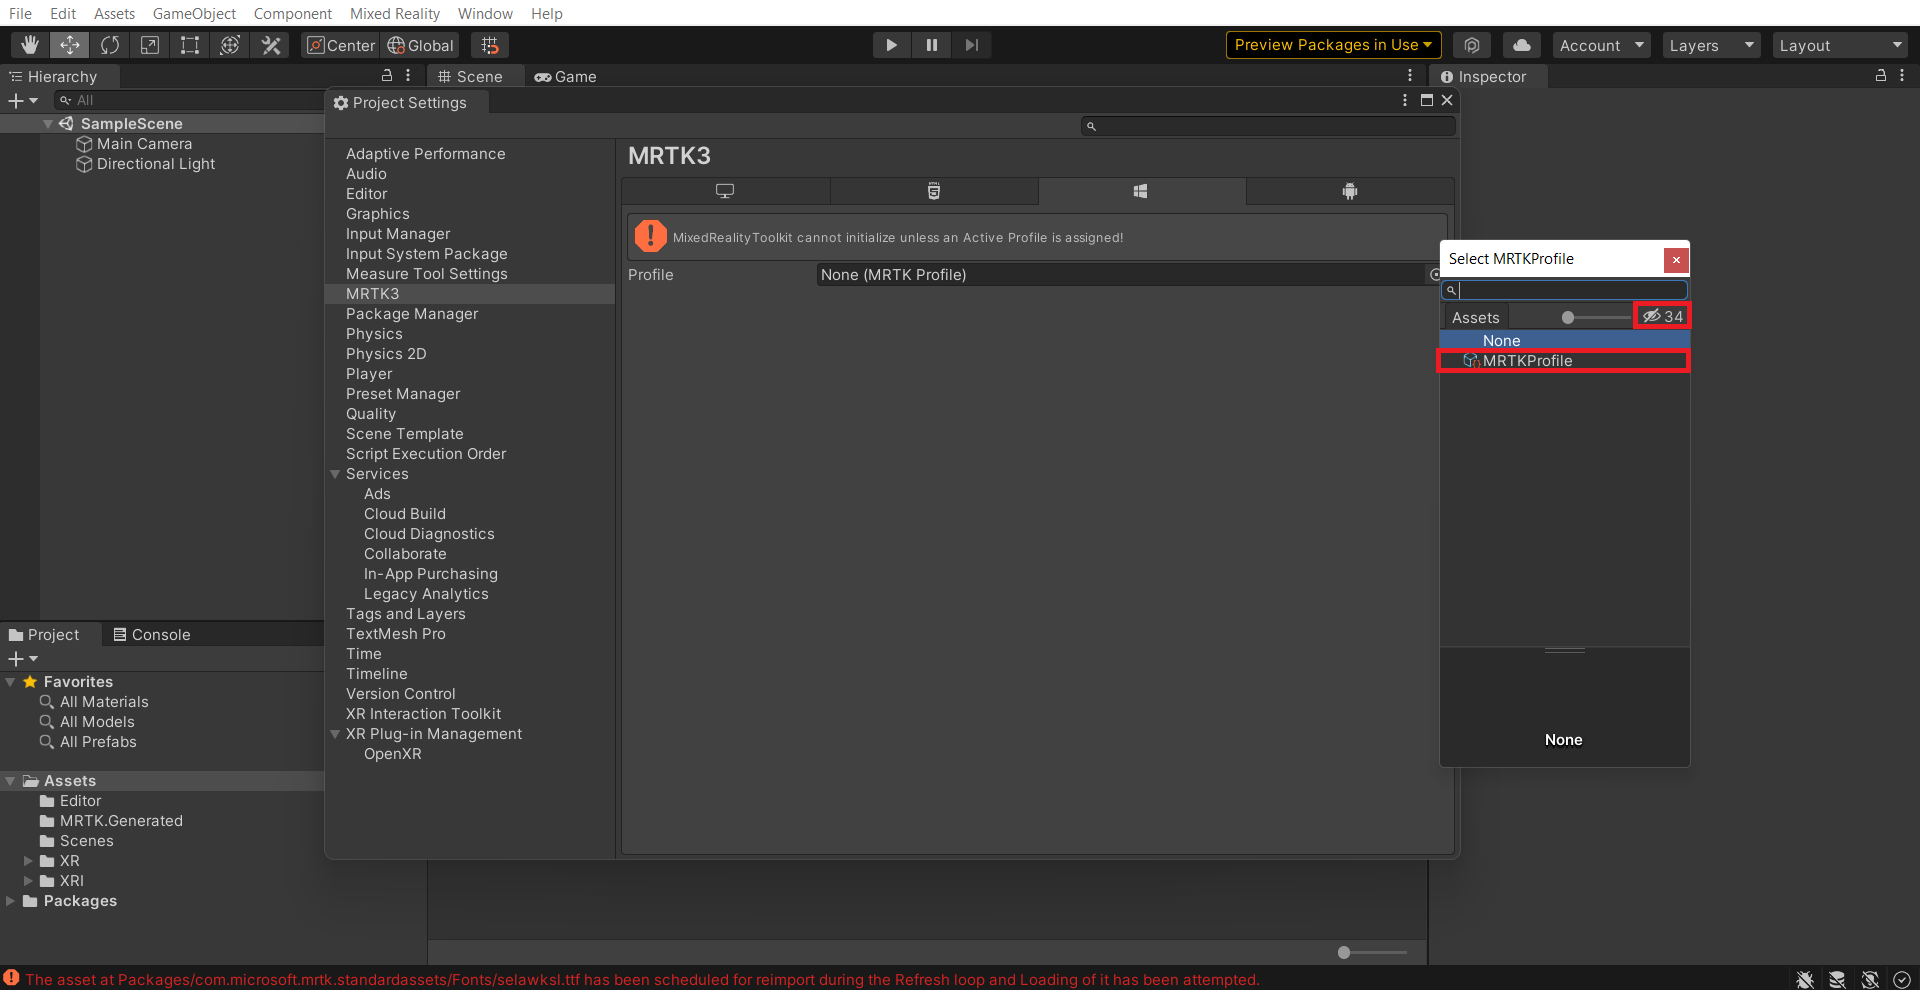 File Edit Assets GameObject Component Mixed Reality Window Help
Center Global Preview Packages in Use Account Layers Layout
Hierarchy Scene Game Inspector
All
SampleScene
Main Camera
Directional Light
Project Settings
Adaptive Performance
Audio
Editor
Graphics
Input Manager
Input System Package
Measure Tool Settings
MRTK3
Package Manager
Physics
Physics 2D
Player
Preset Manager
Quality
Scene Template
Script Execution Order
Services
Ads
Cloud Build
Cloud Diagnostics
Collaborate
In-App Purchasing
Legacy Analytics
Tags and Layers
TextMesh Pro
Time
Timeline
Version Control
XR Interaction Toolkit
XR Plug-in Management
OpenXR
MRTK3
MixedRealityToolkit cannot initialize unless an Active Profile is assigned!
Profile None (MRTK Profile)
Select MRTKProfile
Assets 34
None
MRTKProfile
None
Project Console
Favorites
All Materials
All Models
All Prefabs
Assets
Editor
MRTK.Generated
Scenes
XR
XRI
Packages
The asset at Packages/com.microsoft.mrtk.standardassets/Fonts/selawksl.ttf has been scheduled for reimport during the Refresh loop and Loading of it has been attempted.